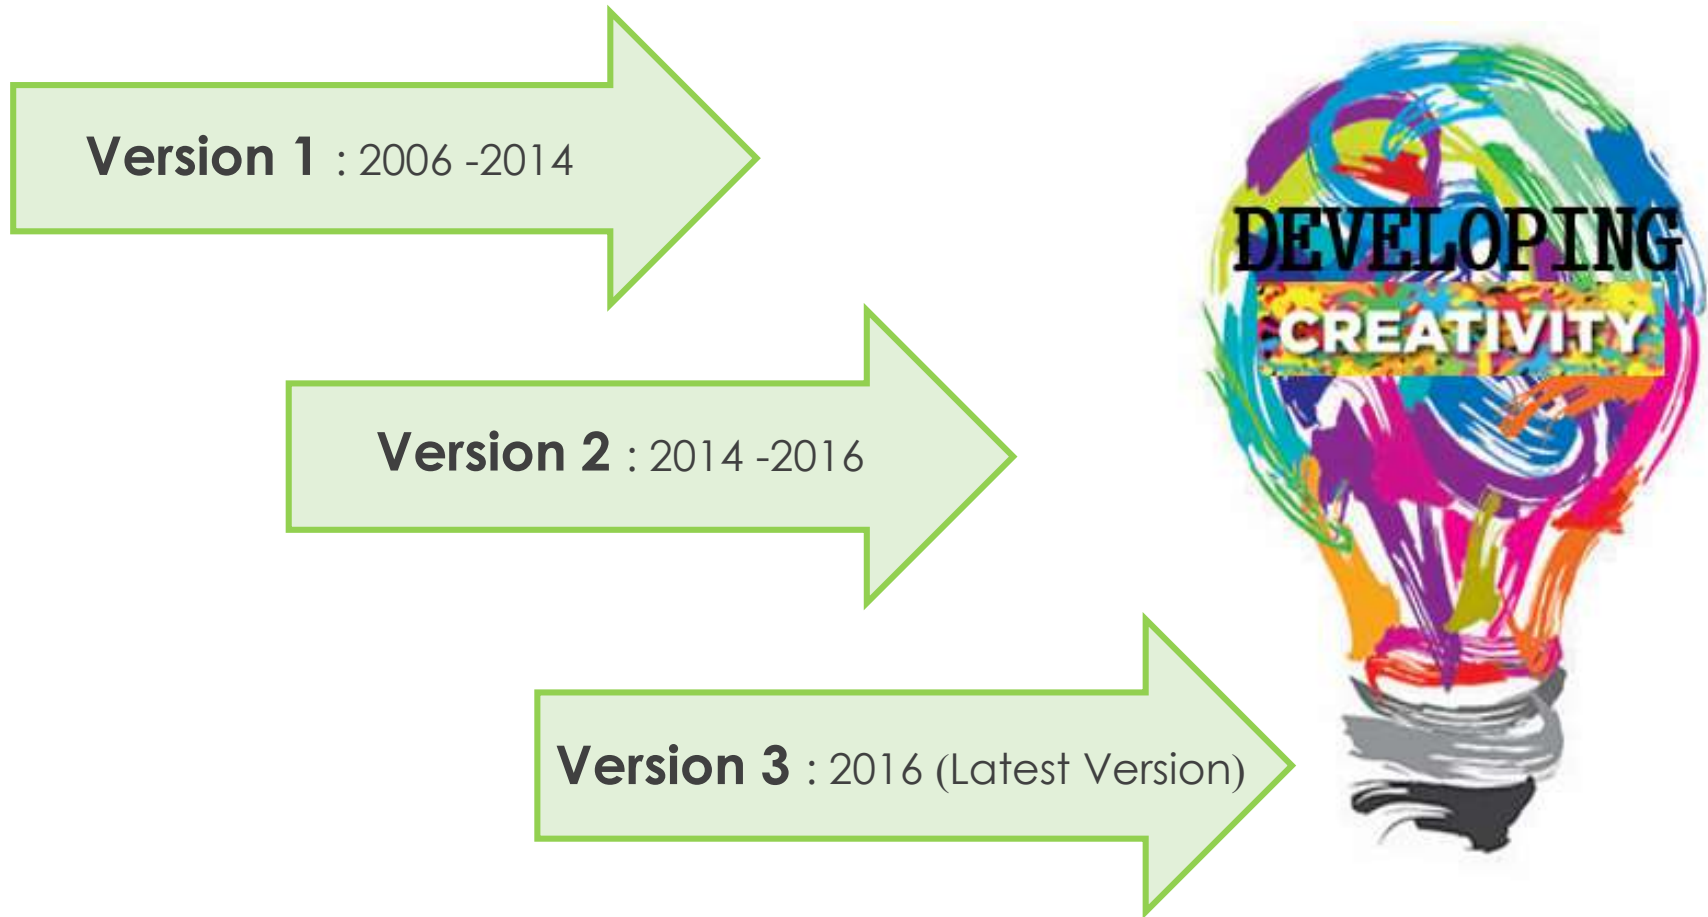 Version 1 : 2006 -2014
DEVELOPING
CREATIVITY
Version 2 : 2014 -2016
Version 3 : 2016 (Latest Version)